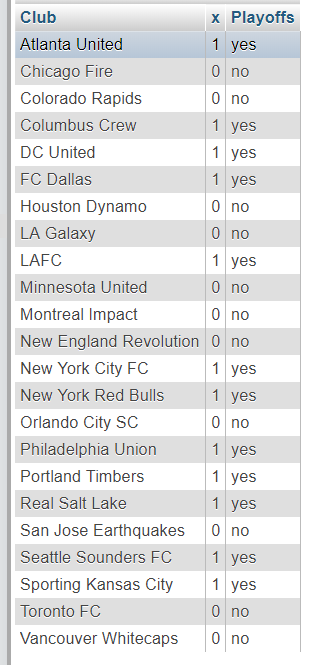 Club x Playoffs
Atlanta United 1 yes
Chicago Fire 0 no
Colorado Rapids 0 no
Columbus Crew 1 yes
DC United 1 yes
FC Dallas 1 yes
Houston Dynamo 0 no
LA Galaxy 0 no
LAFC 1 yes
Minnesota United 0 no
Montreal Impact 0 no
New England Revolution 0 no
New York City FC 1 yes
New York Red Bulls 1 yes
Orlando City SC 0 no
Philadelphia Union 1 yes
Portland Timbers 1 yes
Real Salt Lake 1 yes
San Jose Earthquakes 0 no
Seattle Sounders FC 1 yes
Sporting Kansas City 1 yes
Toronto FC 0 no
Vancouver Whitecaps 0 no